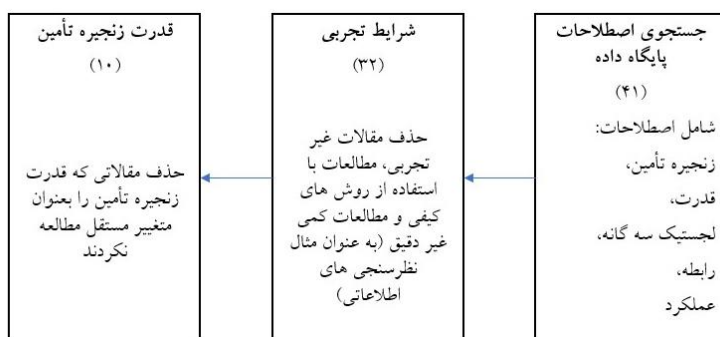 جستجوی اصطلاحات
پایگاه داده
(۴۱)
شامل اصطلاحات:
زنجیره تأمین،
قدرت،
لجستیک سه گانه،
رابطه،
عملکرد
شرایط تجربی
(۳۲)
حذف مقالات غیر
تجربی، مطالعات با
استفاده از روش های
کیفی و مطالعات کمی
غیر دقیق (به عنوان مثال
نظرسنجی های
اطلاعاتی)
قدرت زنجیره تأمین
(۱۰)
حذف مقالاتی که قدرت
زنجیره تأمین را بعنوان
متغییر مستقل مطالعه
نکردند